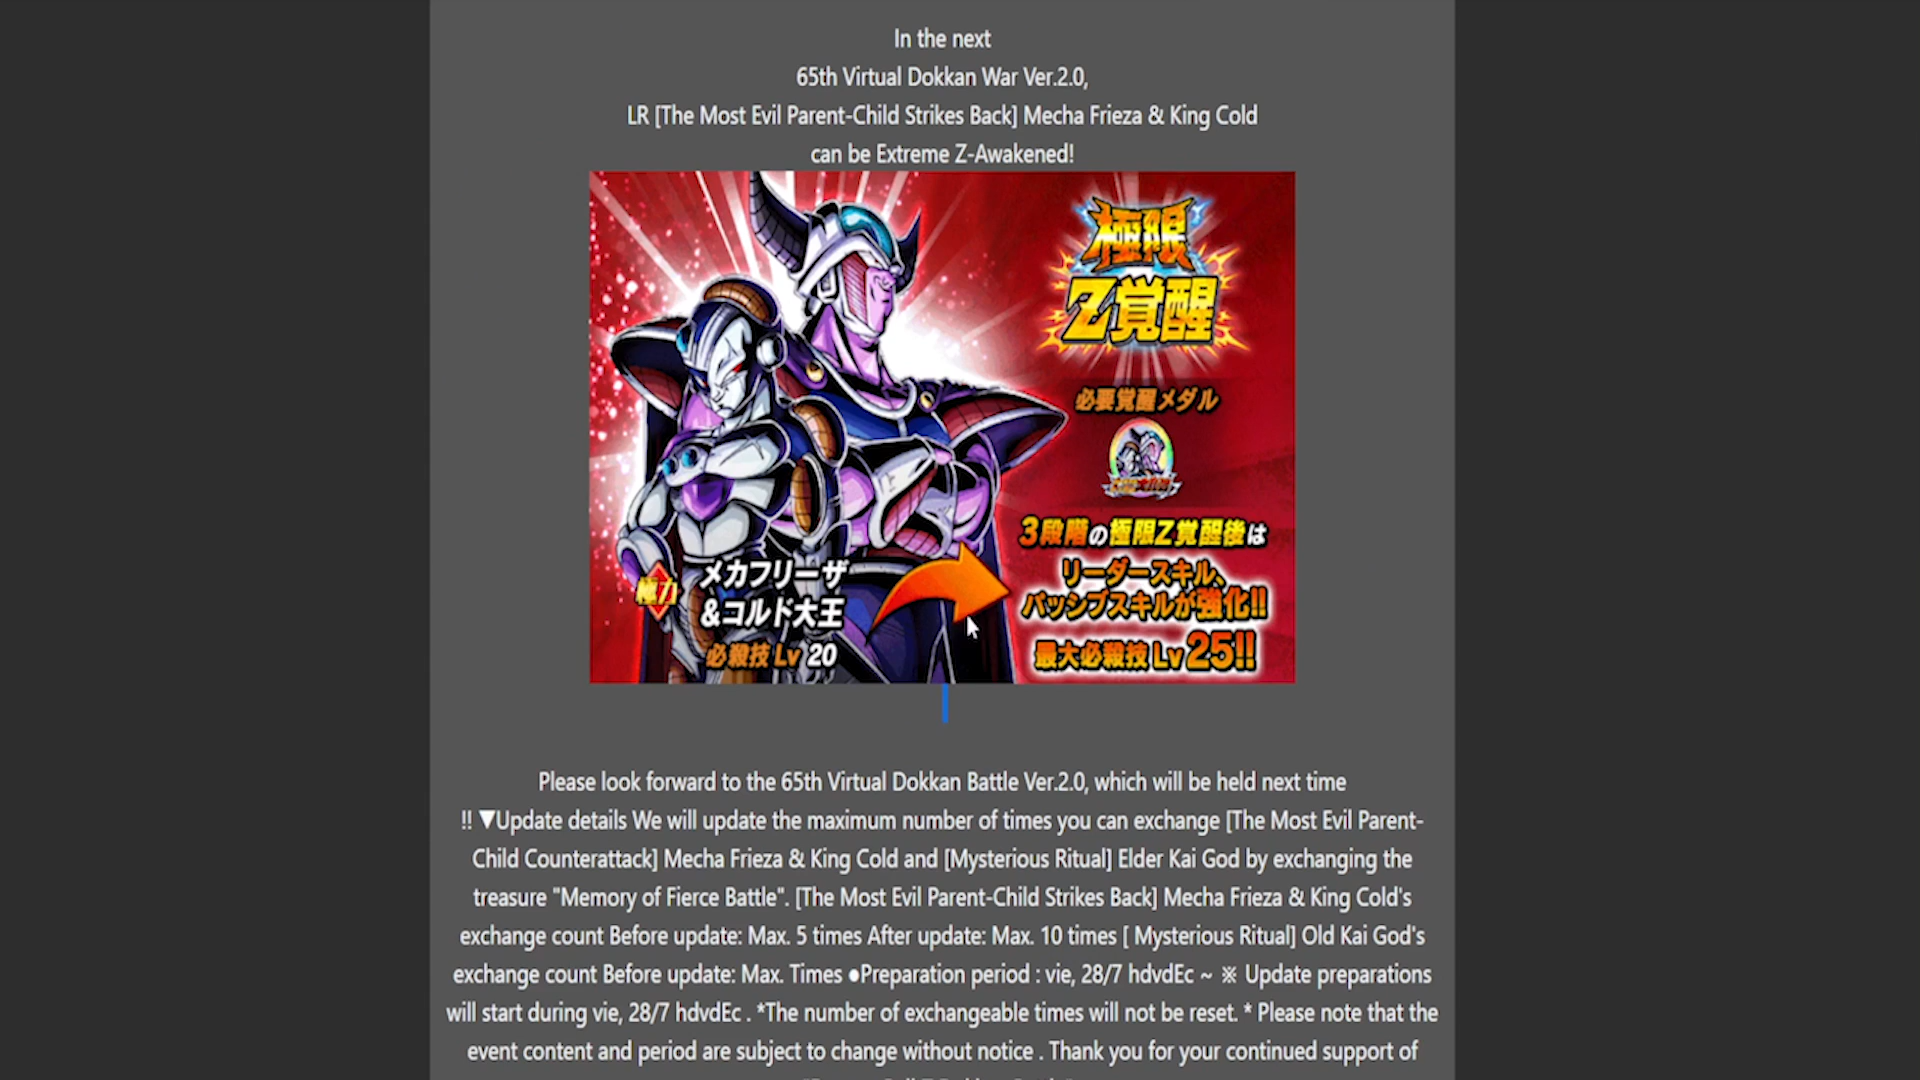 In the next
65th Virtual Dokkan War Ver.2.0,
LR [The Most Evil Parent-Child Strikes Back] Mecha Frieza & King Cold
can be Extreme Z-Awakened!
極限
Z覚醒
必要覚醒メダル
3段階の極限Z覚醒後は
リーダースキル、
パッシブスキルが強化!!
最大必殺技Lv25!!
極力
メカフリーザ
&コルド大王
必殺技Lv 20
Please look forward to the 65th Virtual Dokkan Battle Ver.2.0, which will be held next time
!! ▼Update details We will update the maximum number of times you can exchange [The Most Evil Parent-
Child Counterattack] Mecha Frieza & King Cold and [Mysterious Ritual] Elder Kai God by exchanging the
treasure "Memory of Fierce Battle". [The Most Evil Parent-Child Strikes Back] Mecha Frieza & King Cold's
exchange count Before update: Max. 5 times After update: Max. 10 times [ Mysterious Ritual] Old Kai God's
exchange count Before update: Max. Times ●Preparation period : vie, 28/7 hdvdEc ~ ※ Update preparations
will start during vie, 28/7 hdvdEc . *The number of exchangeable times will not be reset. * Please note that the
event content and period are subject to change without notice . Thank you for your continued support of